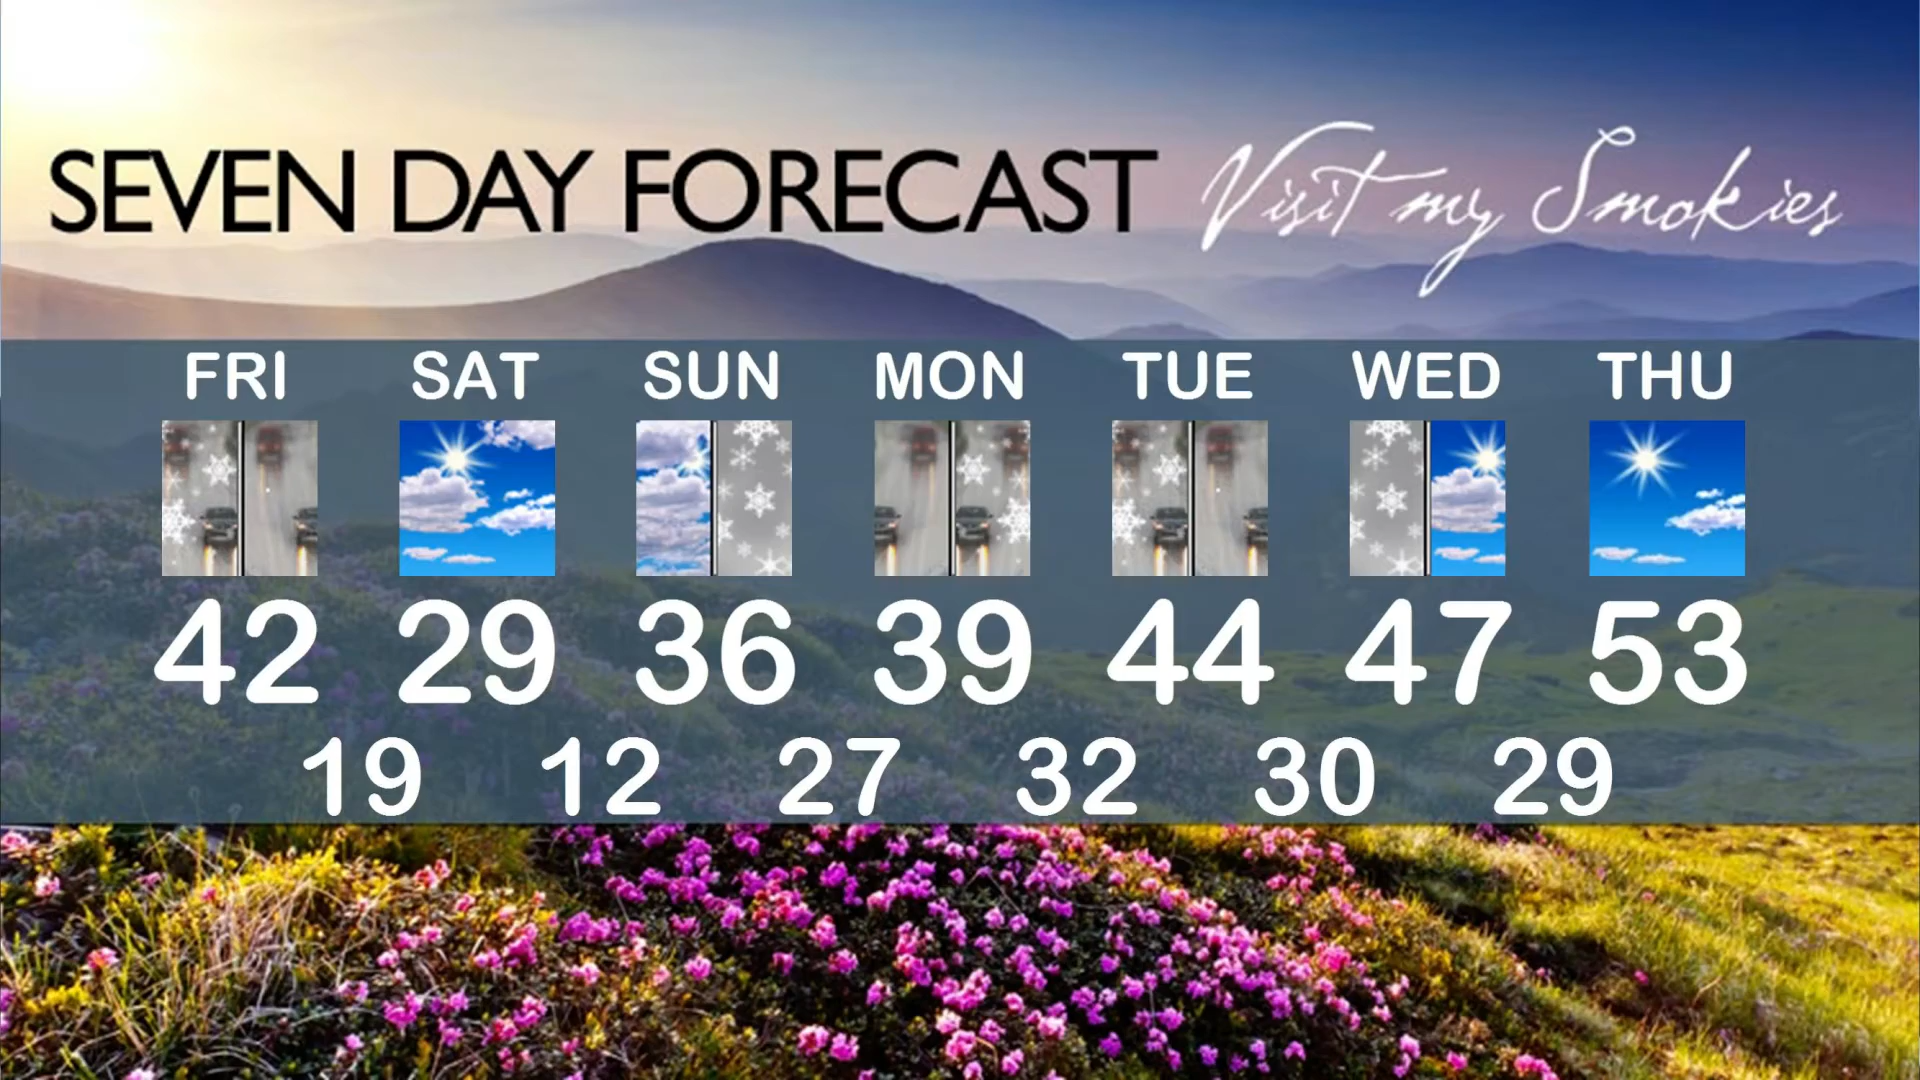 SEVEN DAY FORECAST Visit my Smokies
FRI SAT SUN MON TUE WED THU
42 29 36 39 44 47 53
19 12 27 32 30 29